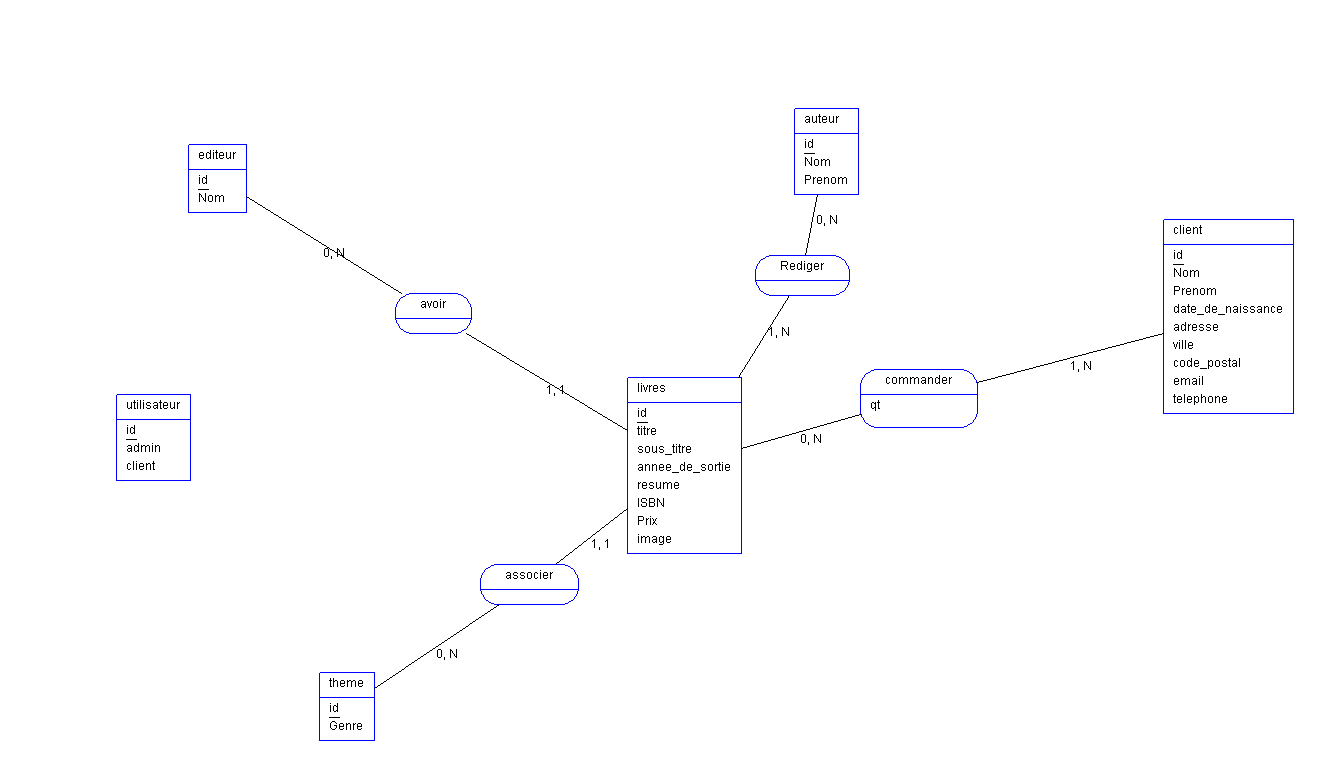 auteur
id
Nom
Prenom
editeur
id
Nom
0, N
0, N
Rediger
client
id
Nom
Prenom
date_de_naissance
adresse
ville
code_postal
email
telephone
avoir
1, N
1, N
commander
qt
1, 1
0, N
livres
id
titre
sous_titre
annee_de_sortie
resume
ISBN
Prix
image
utilisateur
id
admin
client
1, 1
associer
0, N
theme
id
Genre